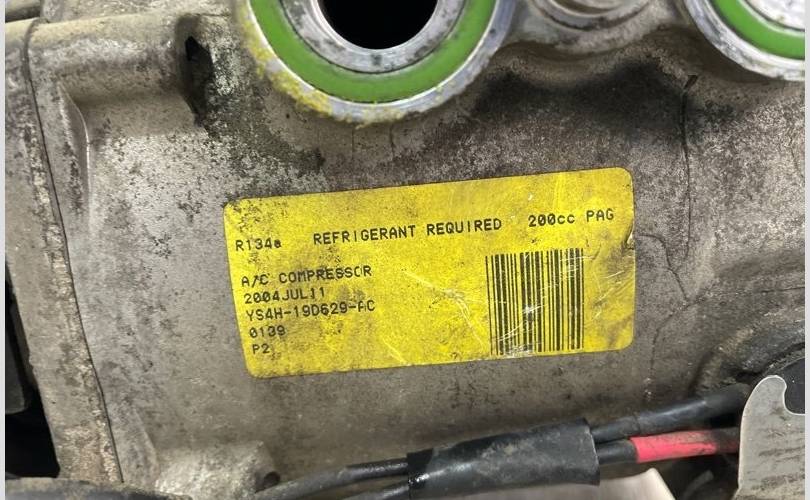 R134a REFRIGERANT REQUIRED 200cc PAG
A/C COMPRESSOR
2004JUL11
YS4H-19D629-AC
0139
P2